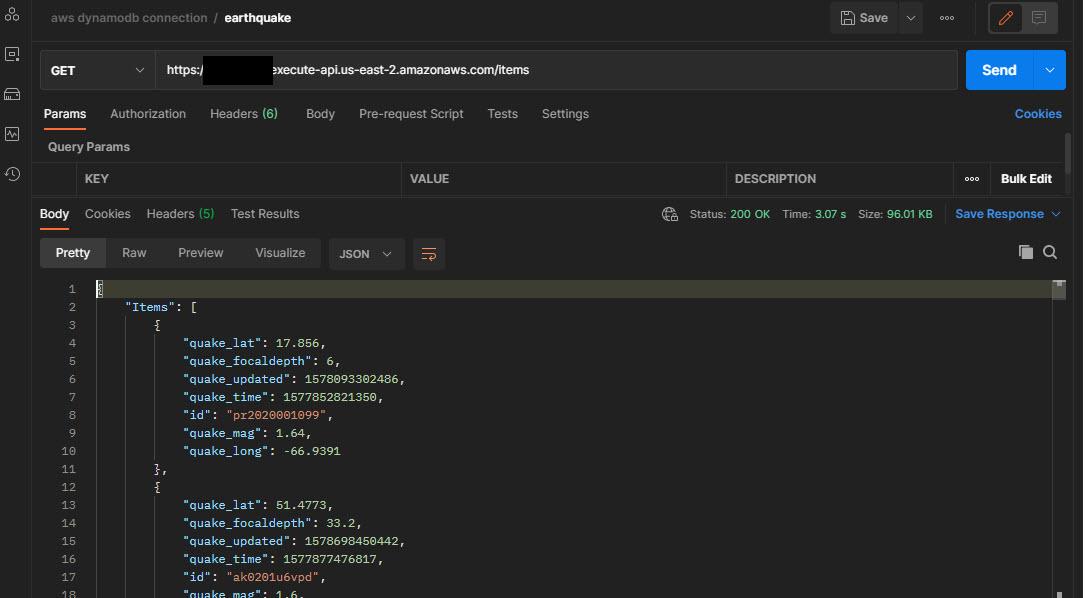 aws dynamodb connection / earthquake
Save
GET
https:/ execute-api.us-east-2.amazonaws.com/items
Send
Params Authorization Headers (6) Body Pre-request Script Tests Settings
Cookies
Query Params
KEY VALUE DESCRIPTION
Bulk Edit
Body Cookies Headers (5) Test Results
Status: 200 OK Time: 3.07 s Size: 96.01 KB
Save Response
Pretty Raw Preview Visualize
JSON
1 {
2 "Items": [
3 {
4 "quake_lat": 17.856,
5 "quake_focaldepth": 6,
6 "quake_updated": 1578093302486,
7 "quake_time": 1577852821350,
8 "id": "pr2020001099",
9 "quake_mag": 1.64,
10 "quake_long": -66.9391
11 },
12 {
13 "quake_lat": 51.4773,
14 "quake_focaldepth": 33.2,
15 "quake_updated": 1578698450442,
16 "quake_time": 1577877476817,
17 "id": "ak0201u6vpd",
18 "quake_mag": 1.6,